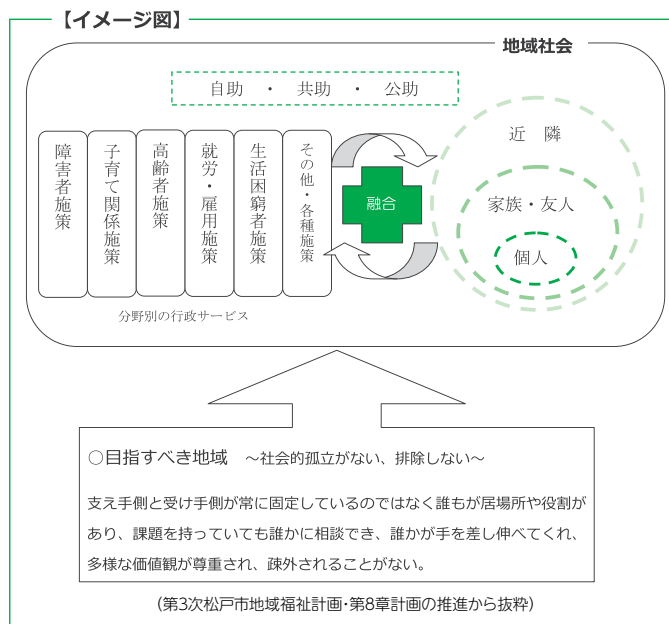 【イメージ図】
地域社会
自助 ・ 共助 ・ 公助
障害者施策
子育て関係施策
高齢者施策
就労・雇用施策
生活困窮者施策
その他・各種施策
分野別の行政サービス
融合
近 隣
家族・友人
個人
○目指すべき地域 ～社会的孤立がない、排除しない～
支え手側と受け手側が常に固定しているのではなく誰もが居場所や役割が
あり、課題を持っていても誰かに相談でき、誰かが手を差し伸べてくれ、
多様な価値観が尊重され、疎外されることがない。
(第3次松戸市地域福祉計画・第8章計画の推進から抜粋)